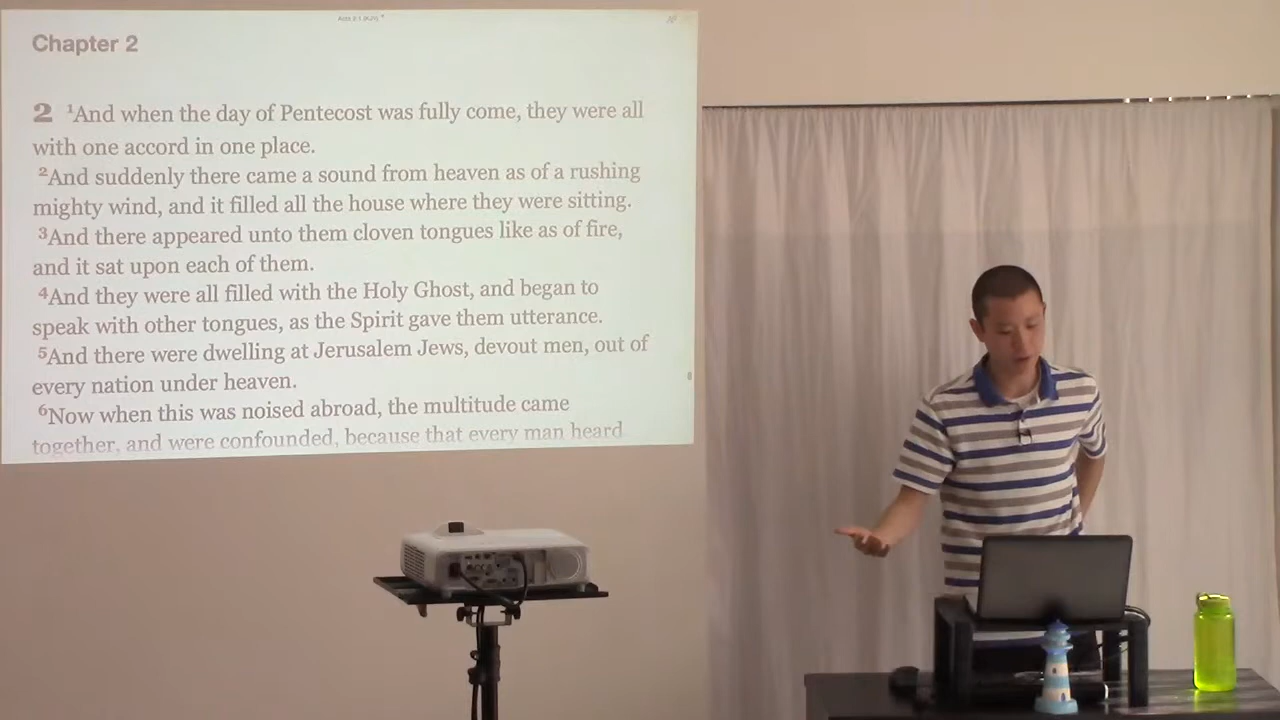 Chapter 2
2 1And when the day of Pentecost was fully come, they were all
with one accord in one place.
2And suddenly there came a sound from heaven as of a rushing
mighty wind, and it filled all the house where they were sitting.
3And there appeared unto them cloven tongues like as of fire,
and it sat upon each of them.
4And they were all filled with the Holy Ghost, and began to
speak with other tongues, as the Spirit gave them utterance.
5And there were dwelling at Jerusalem Jews, devout men, out of
every nation under heaven.
6Now when this was noised abroad, the multitude came
together, and were confounded, because that every man heard